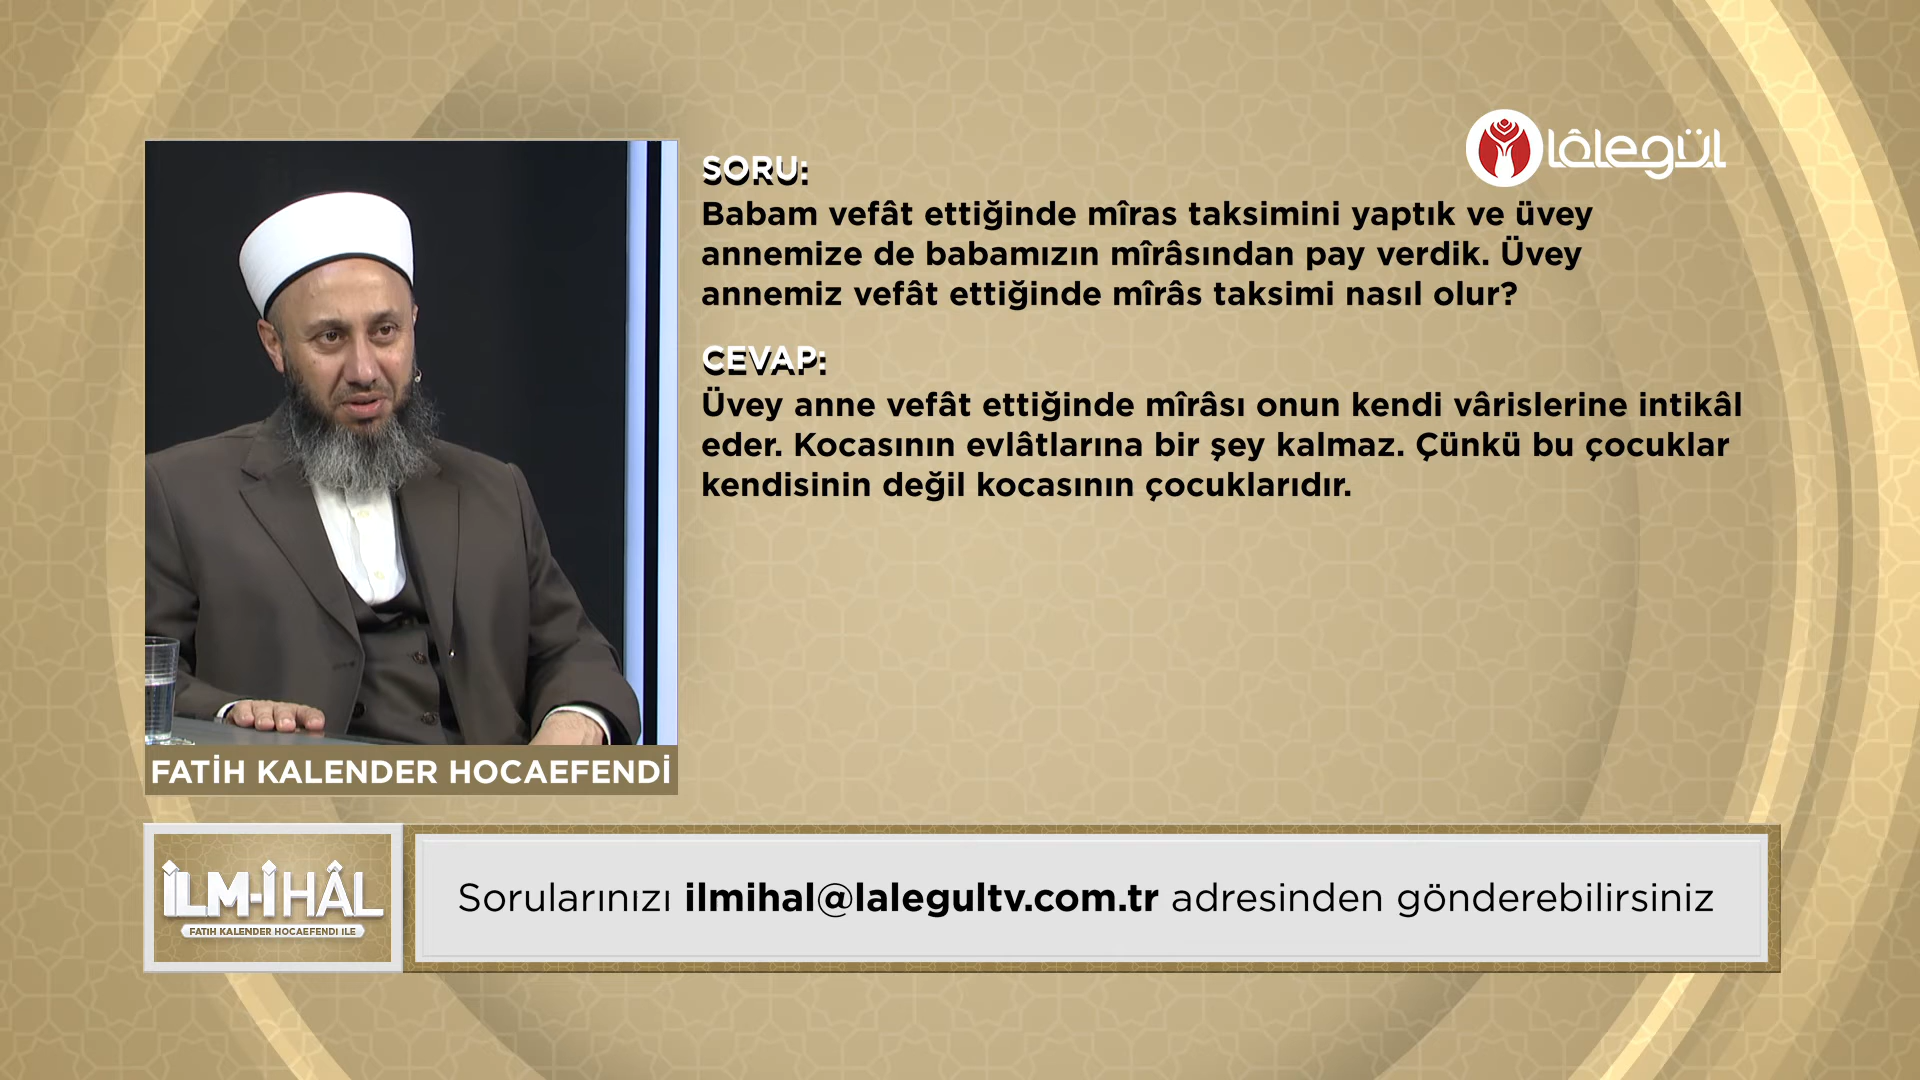 lâlegül
SORU:
Babam vefât ettiğinde mîras taksimini yaptık ve üvey
annemize de babamızın mîrâsından pay verdik. Üvey
annemiz vefât ettiğinde mîrâs taksimi nasıl olur?
CEVAP:
Üvey anne vefât ettiğinde mîrâsı onun kendi vârislerine intikâl
eder. Kocasının evlâtlarına bir şey kalmaz. Çünkü bu çocuklar
kendisinin değil kocasının çocuklarıdır.
FATİH KALENDER HOCAEFENDİ
İLM-İ HÂL
FATİH KALENDER HOCAEFENDİ İLE
Sorularınızı ilmihal@lalegultv.com.tr adresinden gönderebilirsiniz